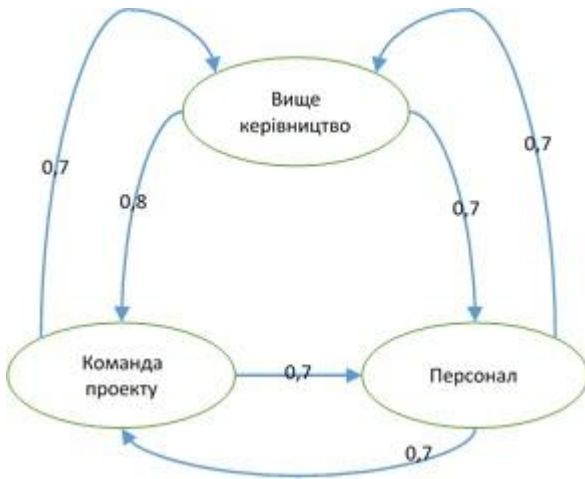 Вище
керівництво
0,7
0,7
0,8
0,7
Команда
проекту
0,7
Персонал
0,7